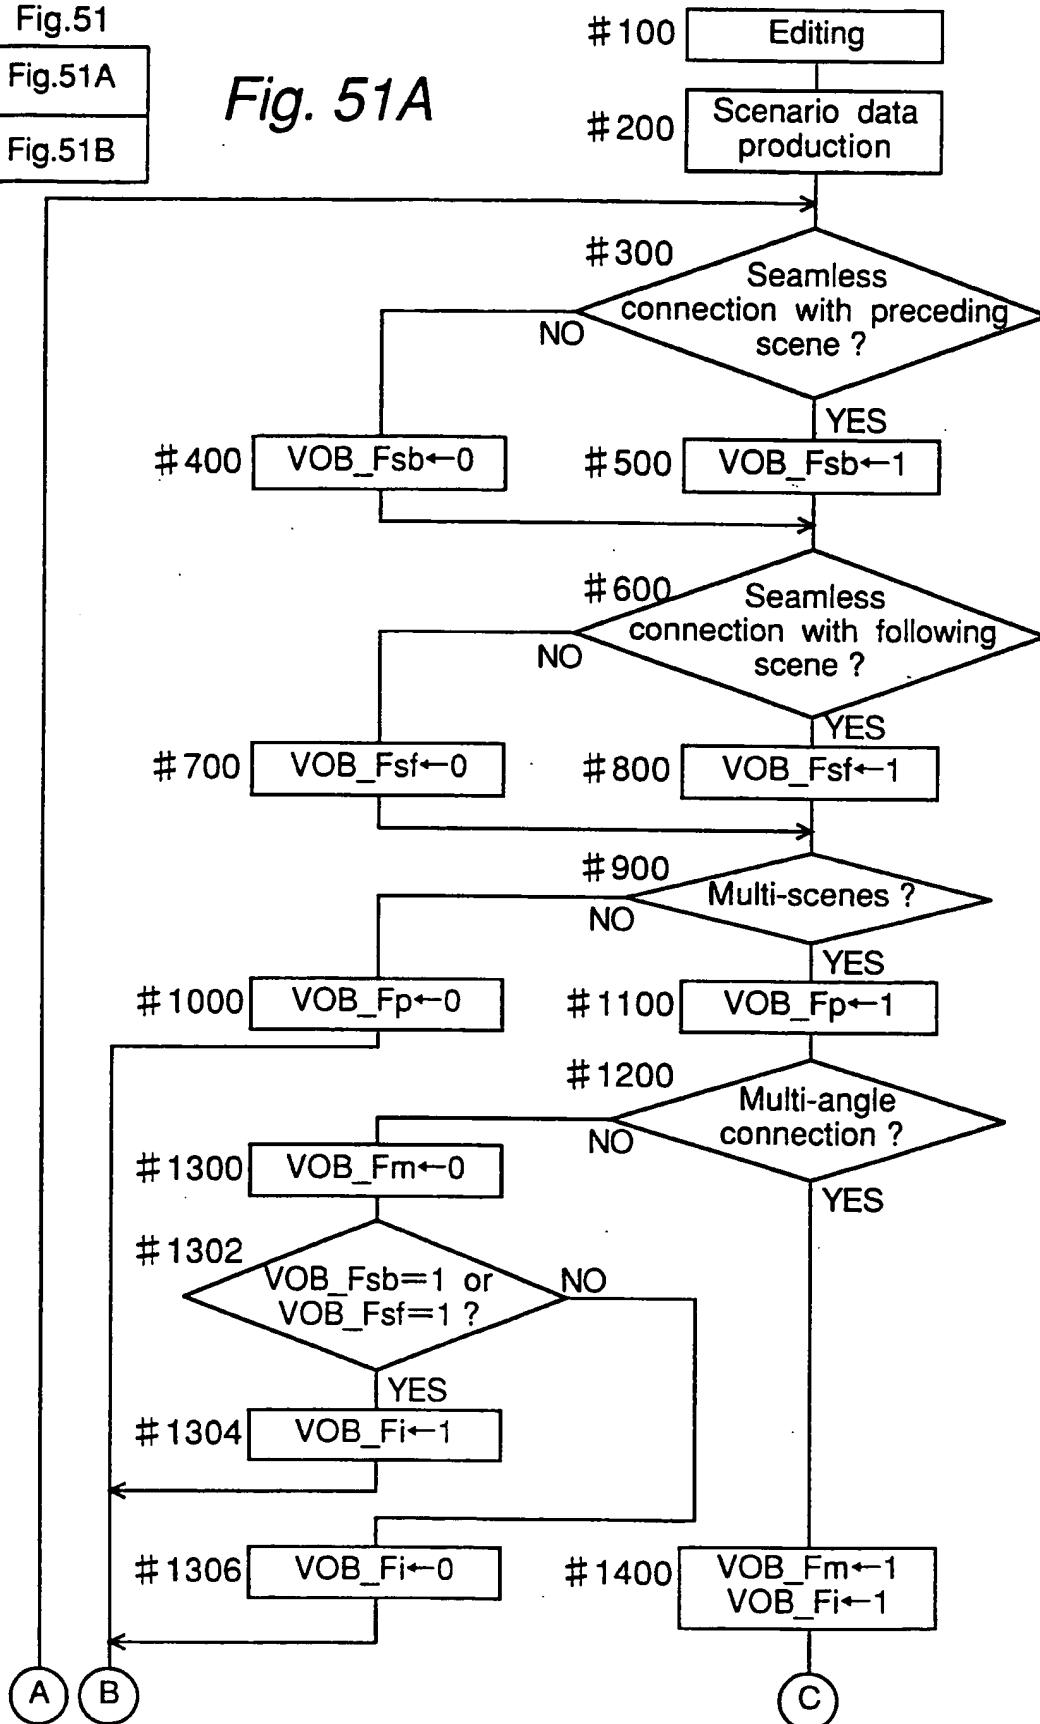 Fig.51
Fig.51A
Fig.51B
Fig. 51A
#100 Editing
#200 Scenario data
production
#300
Seamless
connection with preceding
scene ?
NO
YES
#400 VOB_Fsb←0
#500 VOB_Fsb←1
#600
Seamless
connection with following
scene ?
NO
YES
#700 VOB_Fsf←0
#800 VOB_Fsf←1
#900
Multi-scenes ?
NO
YES
#1000 VOB_Fp←0
#1100 VOB_Fp←1
#1200
Multi-angle
connection ?
NO
YES
#1300 VOB_Fm←0
#1302
VOB_Fsb=1 or
VOB_Fsf=1 ?
NO
YES
#1304 VOB_Fi←1
#1306 VOB_Fi←0
#1400 VOB_Fm←1
VOB_Fi←1
A
B
C